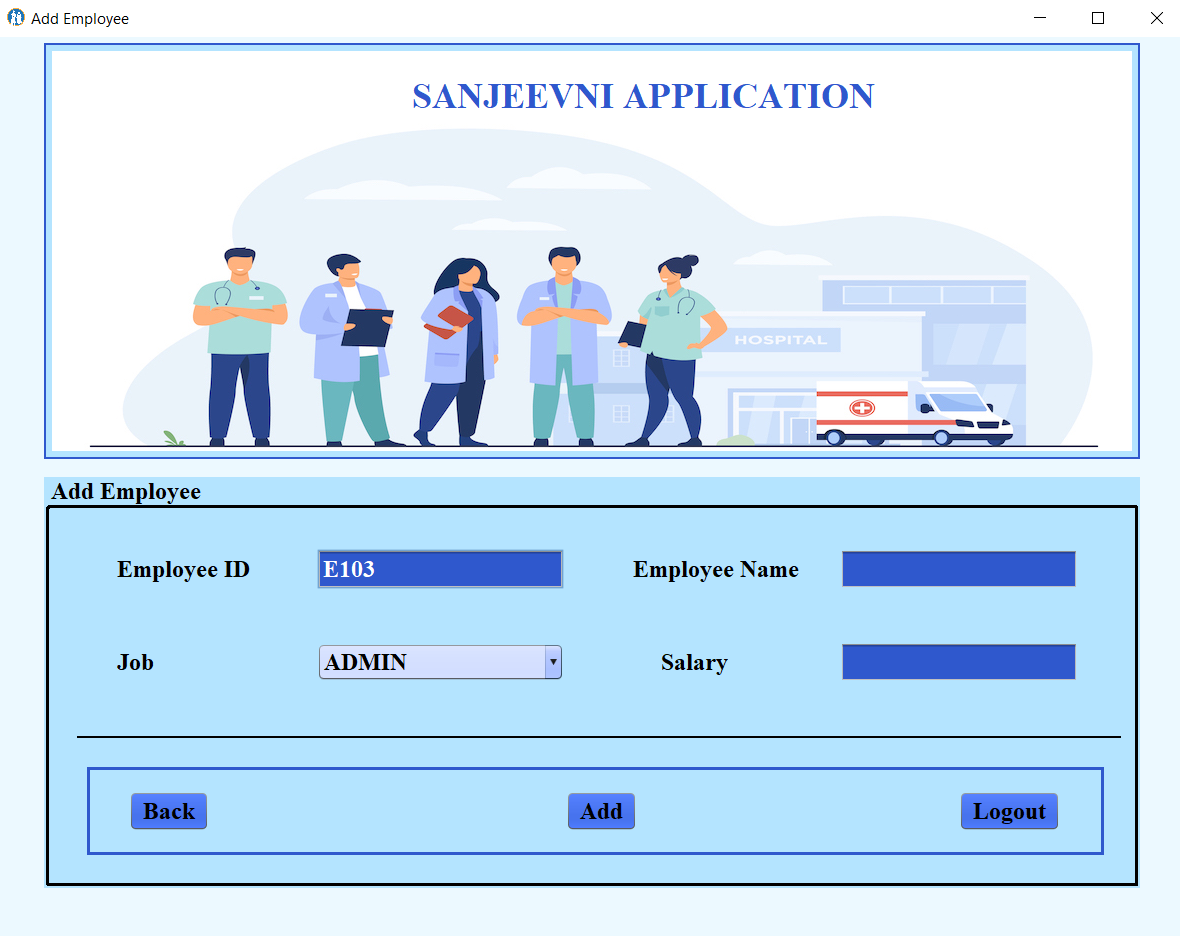 Add Employee
SANJEEVNI APPLICATION
HOSPITAL
Add Employee
Employee ID E103 Employee Name
Job ADMIN Salary
Back Add Logout